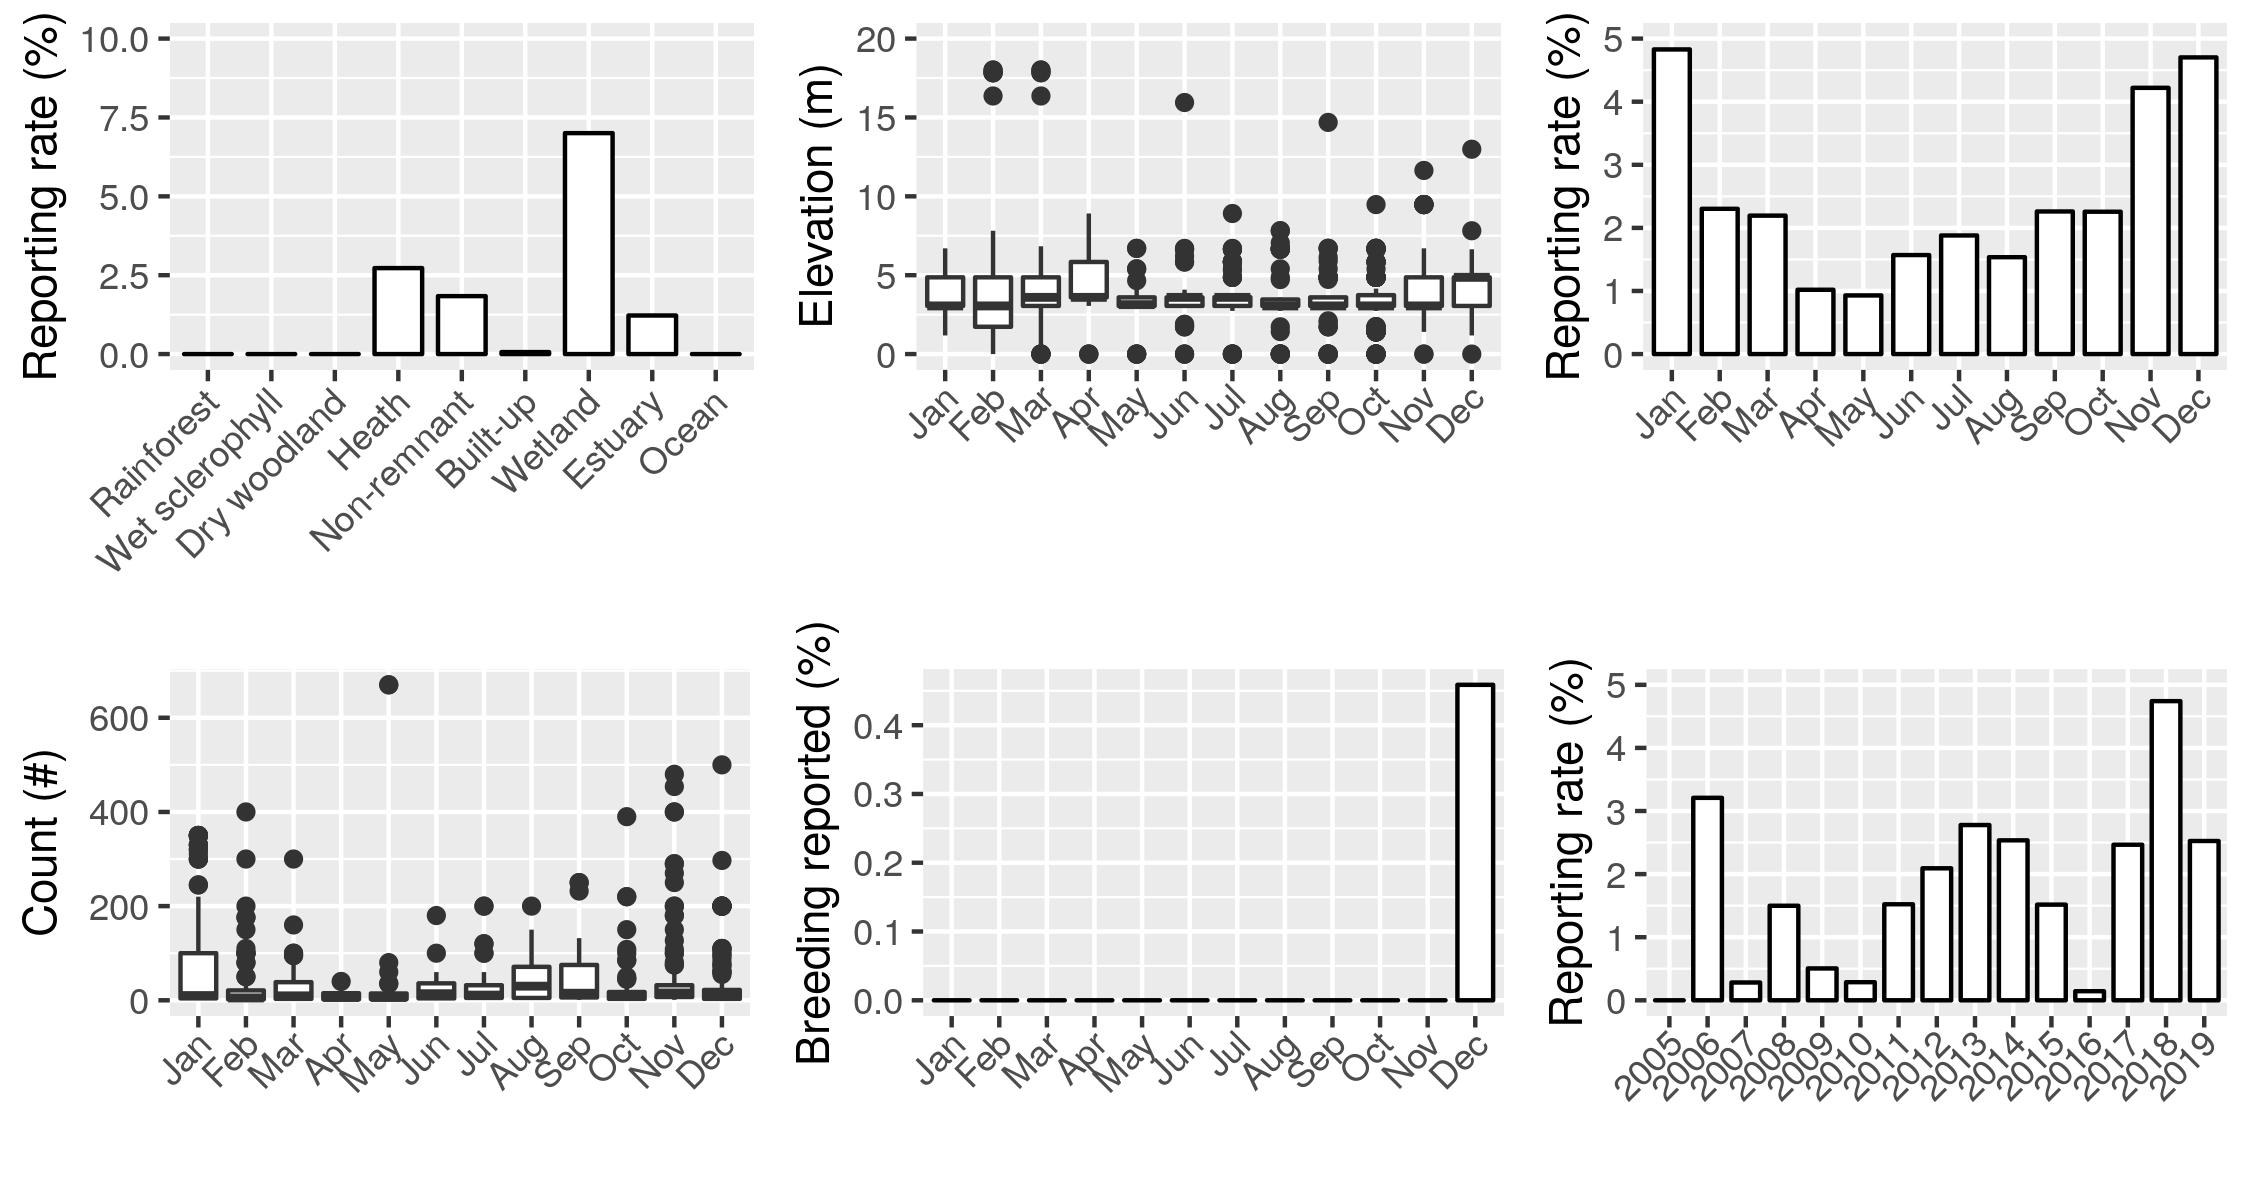 Reporting rate (%)
10.0
7.5
5.0
2.5
0.0
Rainforest
Wet sclerophyll
Dry woodland
Heath
Non-remnant
Built-up
Wetland
Estuary
Ocean
Elevation (m)
20
15
10
5
0
Jan
Feb
Mar
Apr
May
Jun
Jul
Aug
Sep
Oct
Nov
Dec
Reporting rate (%)
5
4
3
2
1
0
Jan
Feb
Mar
Apr
May
Jun
Jul
Aug
Sep
Oct
Nov
Dec
Count (#)
600
400
200
0
Jan
Feb
Mar
Apr
May
Jun
Jul
Aug
Sep
Oct
Nov
Dec
Breeding reported (%)
0.4
0.3
0.2
0.1
0.0
Jan
Feb
Mar
Apr
May
Jun
Jul
Aug
Sep
Oct
Nov
Dec
Reporting rate (%)
5
4
3
2
1
0
2005
2006
2007
2008
2009
2010
2011
2012
2013
2014
2015
2016
2017
2018
2019